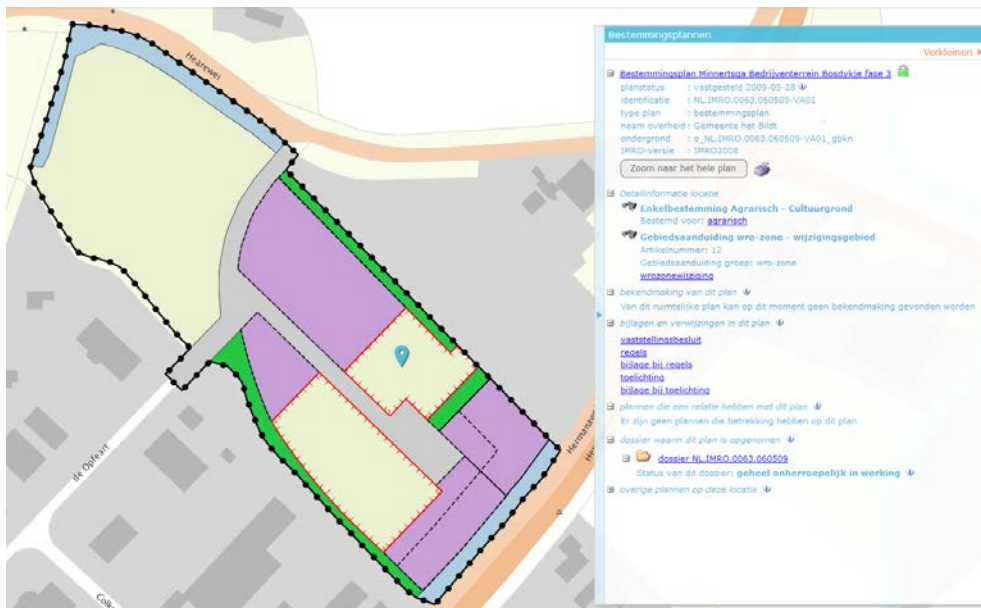 Hearewei
de Opfeart
Bestemmingsplannen
Verkleinen
Bestemmingsplan Minnertsga Bedrijventerrein Bosdykje fase 3
planstatus : vastgesteld 2009-05-28
identificatie : NL.IMRO.0063.060509-VA01
type plan : bestemmingsplan
naam overheid : Gemeente het Bildt
ondergrond : o_NL.IMRO.0063.060509-VA01_gbkn
IMRO-versie : IMRO2008
Zoom naar het hele plan
Detailinformatie locatie
Enkelbestemming Agrarisch - Cultuurgrond
Bestemd voor: agrarisch
Gebiedsaanduiding wro-zone - wijzigingsgebied
Artikelnummer: 12
Gebiedsaanduiding groep: wro-zone
wrozonewijziging
bekendmaking van dit plan
Van dit ruimtelijke plan kan op dit moment geen bekendmaking gevonden worden
bijlagen en verwijzingen in dit plan
vaststellingsbesluit
regels
bijlage bij regels
toelichting
bijlage bij toelichting
plannen die een relatie hebben met dit plan
Er zijn geen plannen die betrekking hebben op dit plan
dossier waarin dit plan is opgenomen
dossier NL.IMRO.0063.060509
Status van dit dossier: geheel onherroepelijk in werking
overige plannen op deze locatie